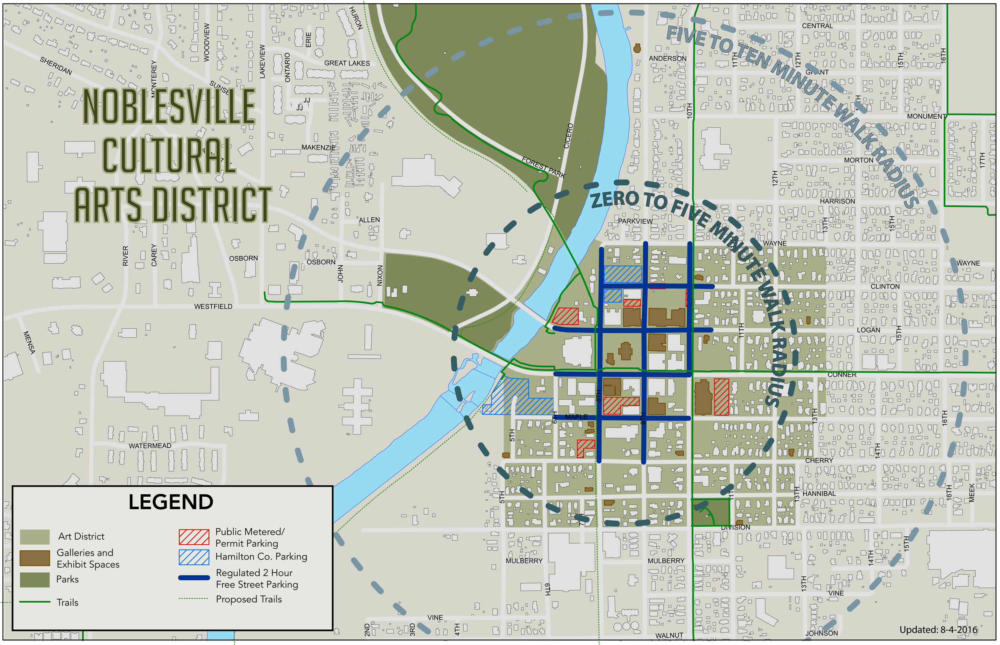 NOBLESVILLE
CULTURAL
ARTS DISTRICT
FIVE TO TEN MINUTE WALK RADIUS
ZERO TO FIVE MINUTE WALK RADIUS
HURON
WOODVIEW
ERIE
LAKEVIEW
ONTARIO
SHERIDAN
MONTEREY
GREAT LAKES
JJ
JJ
MAKENZIE
CICERO
FOREST PARK
CENTRAL
ANDERSON
11TH
12TH
15TH
16TH
GRANT
10TH
MONUMENT
MORTON
17TH
12TH
HARRISON
PARKVIEW
13TH
15TH
ALLEN
WAYNE
11TH
WAYNE
RIVER
CAREY
OSBORN
OSBORN
JOHN
NIXON
CLINTON
WESTFIELD
MENSA
LOGAN
11TH
15TH
CONNER
8TH
MAPLE
6TH
9TH
13TH
16TH
5TH
WATERMEAD
14TH
CHERRY
5TH
13TH
HANNIBAL
16TH
MEEK
DIVISION
MULBERRY
MULBERRY
14TH
15TH
6TH
13TH
VINE
VINE
2ND
3RD
4TH
WALNUT
JOHNSON
LEGEND
Art District
Galleries and
Exhibit Spaces
Parks
Trails
Public Metered/
Permit Parking
Hamilton Co. Parking
Regulated 2 Hour
Free Street Parking
Proposed Trails
Updated: 8-4-2016